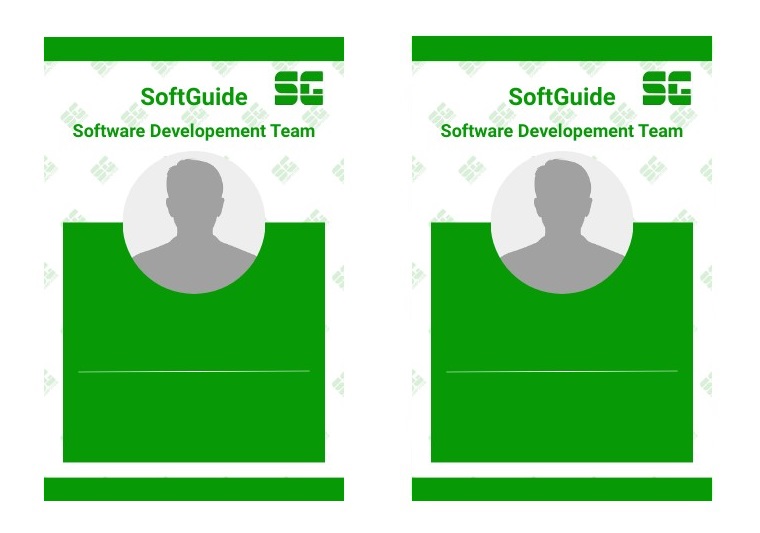 SG
SoftGuide
Software Developement Team
SG
SoftGuide
Software Developement Team